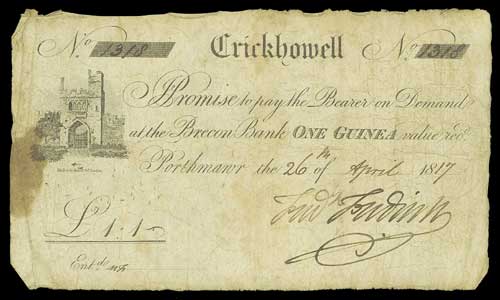 No. 1318 Crickhowell No. 1318
I Promise to pay the Bearer on Demand
at the Brecon Bank ONE GUINEA value recd.
Porthmawr the 26th of April 1817
£1.1.-
Entd.